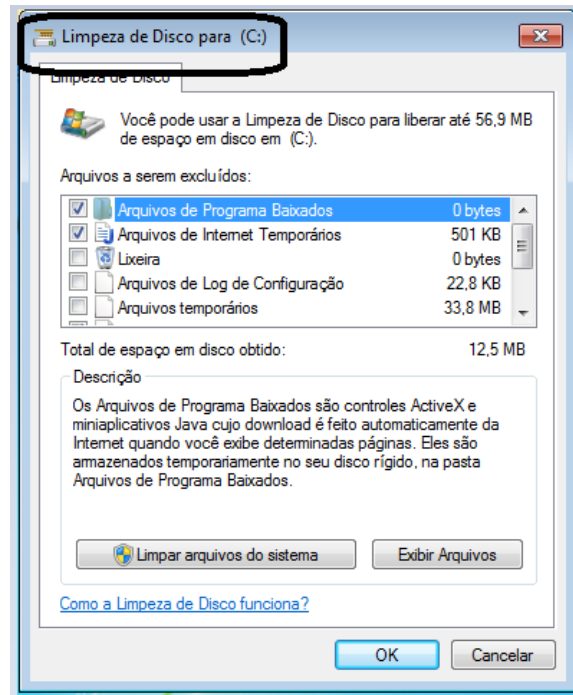 Limpeza de Disco para (C:)
Limpeza de Disco
Você pode usar a Limpeza de Disco para liberar até 56,9 MB
de espaço em disco em (C:).
Arquivos a serem excluídos:
Arquivos de Programa Baixados 0 bytes
Arquivos de Internet Temporários 501 KB
Lixeira 0 bytes
Arquivos de Log de Configuração 22,8 KB
Arquivos temporários 33,8 MB
Total de espaço em disco obtido: 12,5 MB
Descrição
Os Arquivos de Programa Baixados são controles ActiveX e
miniaplicativos Java cujo download é feito automaticamente da
Internet quando você exibe determinadas páginas. Eles são
armazenados temporariamente no seu disco rígido, na pasta
Arquivos de Programa Baixados.
Limpar arquivos do sistema Exibir Arquivos
Como a Limpeza de Disco funciona?
OK Cancelar